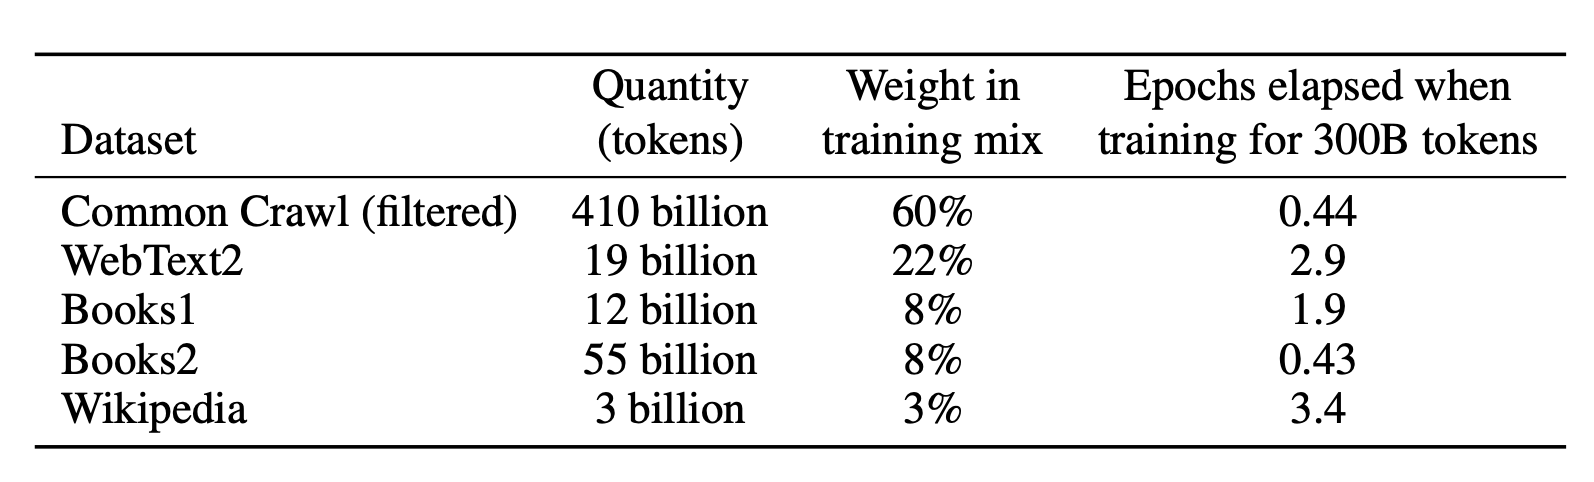 Dataset Quantity (tokens) Weight in training mix Epochs elapsed when training for 300B tokens
Common Crawl (filtered) 410 billion 60% 0.44
WebText2 19 billion 22% 2.9
Books1 12 billion 8% 1.9
Books2 55 billion 8% 0.43
Wikipedia 3 billion 3% 3.4